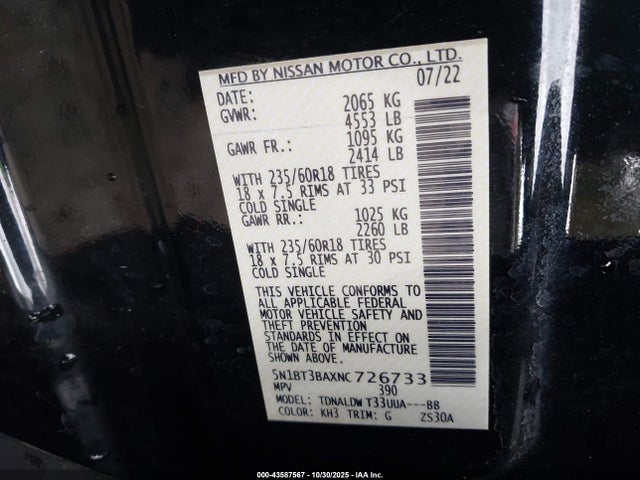 MFD BY NISSAN MOTOR CO., LTD.
DATE: 07/22
GVWR: 2065 KG
4553 LB
GAWR FR.: 1095 KG
2414 LB
WITH 235/60R18 TIRES
18 x 7.5 RIMS AT 33 PSI
COLD SINGLE
GAWR RR.: 1025 KG
2260 LB
WITH 235/60R18 TIRES
18 x 7.5 RIMS AT 30 PSI
COLD SINGLE
THIS VEHICLE CONFORMS TO
ALL APPLICABLE FEDERAL
MOTOR VEHICLE SAFETY AND
THEFT PREVENTION
STANDARDS IN EFFECT ON
THE DATE OF MANUFACTURE
SHOWN ABOVE.
5N1BT3BAXNC726733
MPV 390
MODEL: TDNALDW T33UUA---BB
COLOR: KH3 TRIM: G ZS30A
000-43587567 - 10/30/2025 - IAA Inc.